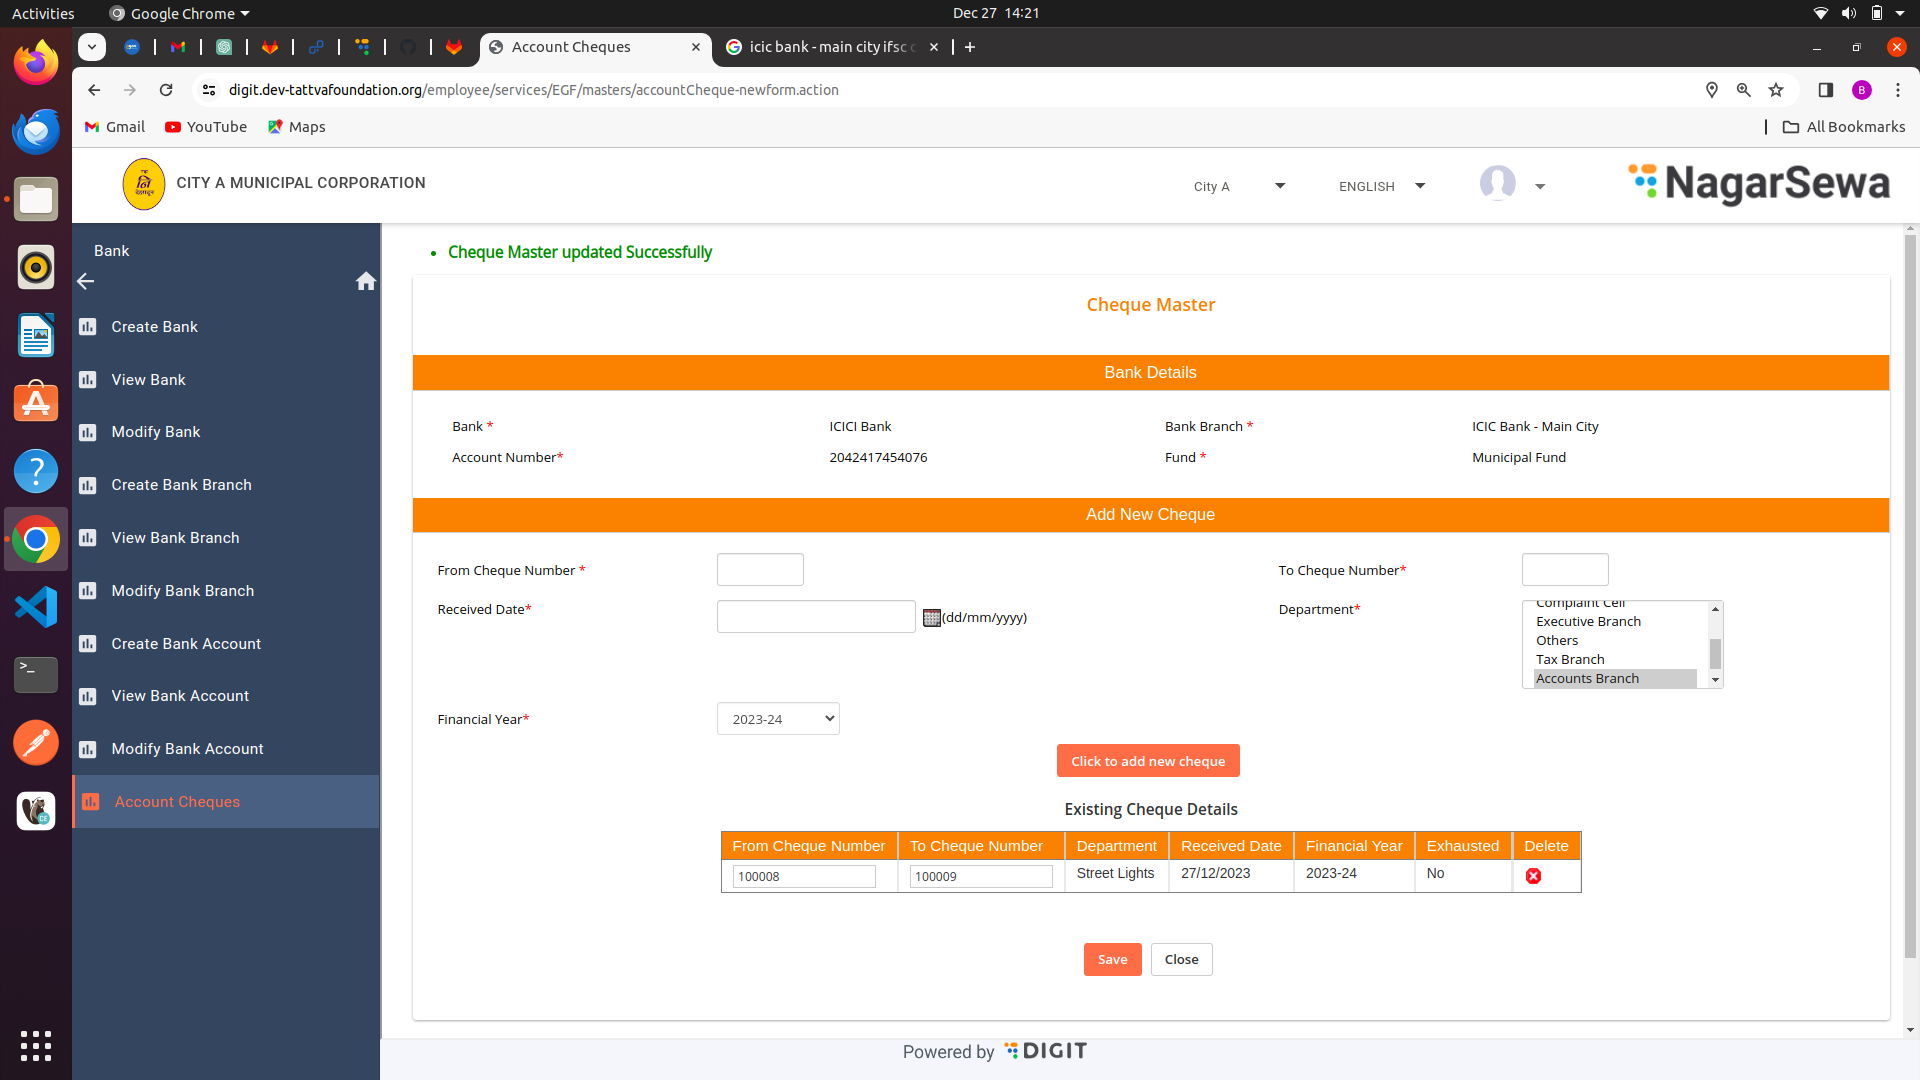 Activities Google Chrome Dec 27 14:21
Account Cheques icic bank - main city ifsc c
digit.dev-tattvafoundation.org/employee/services/EGF/masters/accountCheque-newform.action B
Gmail YouTube Maps All Bookmarks
CITY A MUNICIPAL CORPORATION City A ENGLISH NagarSewa
नि
Bank
Create Bank
View Bank
Modify Bank
Create Bank Branch
View Bank Branch
Modify Bank Branch
Create Bank Account
View Bank Account
Modify Bank Account
Account Cheques
• Cheque Master updated Successfully
Cheque Master
Bank Details
Bank * ICICI Bank Bank Branch * ICIC Bank - Main City
Account Number* 2042417454076 Fund * Municipal Fund
Add New Cheque
From Cheque Number * To Cheque Number*
Received Date* (dd/mm/yyyy) Department*
Complaint Cell
Executive Branch
Others
Tax Branch
Accounts Branch
Financial Year* 2023-24
Click to add new cheque
Existing Cheque Details
From Cheque Number To Cheque Number Department Received Date Financial Year Exhausted Delete
100008 100009 Street Lights 27/12/2023 2023-24 No
Save Close
Powered by DIGIT